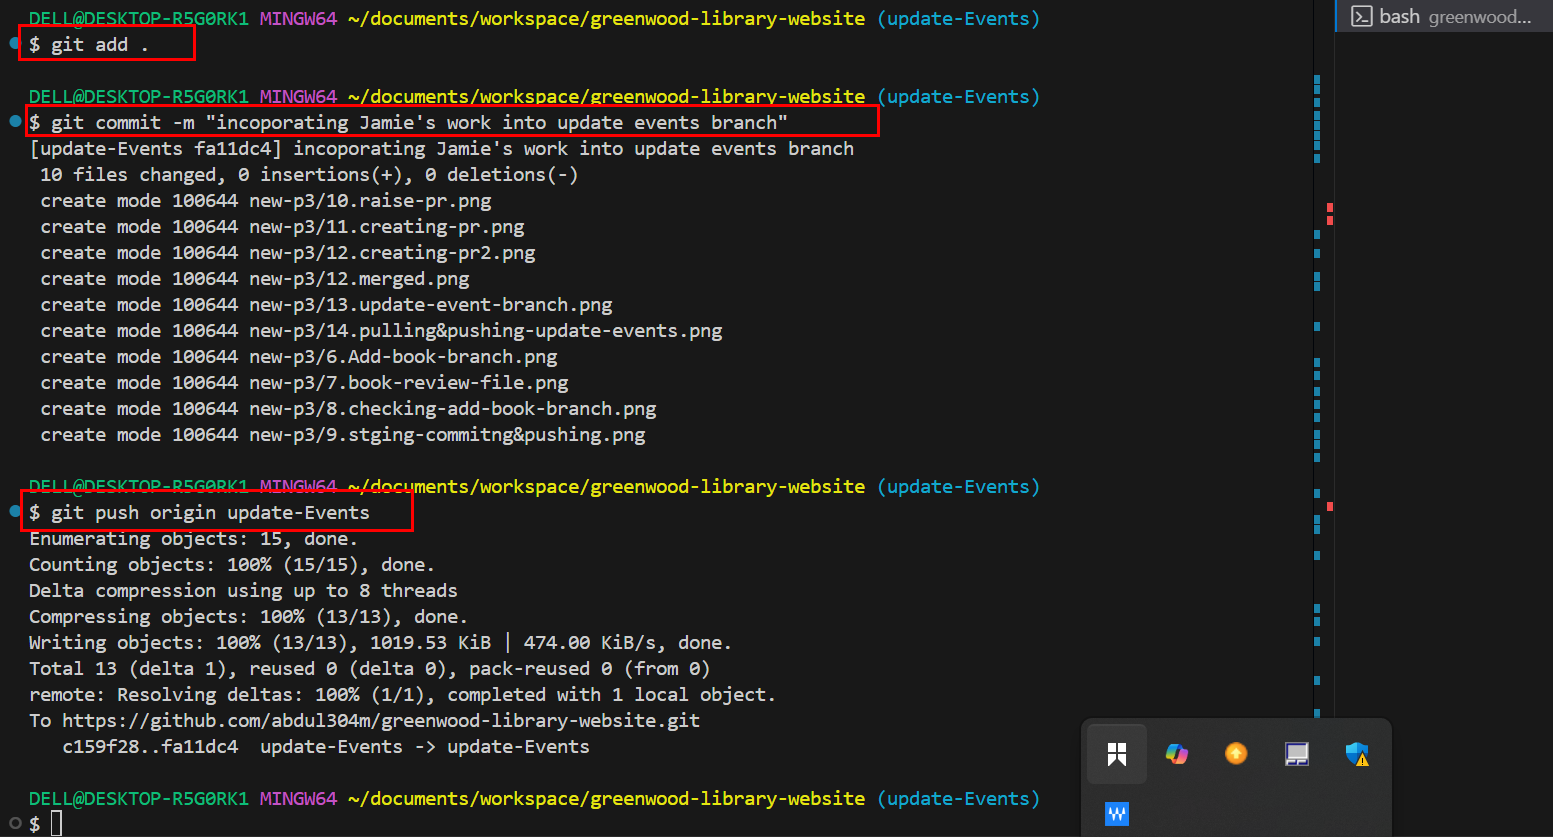 DELL@DESKTOP-R5G0RK1 MINGW64 ~/documents/workspace/greenwood-library-website (update-Events)
$ git add .
DELL@DESKTOP-R5G0RK1 MINGW64 ~/documents/workspace/greenwood-library-website (update-Events)
$ git commit -m "incoporating Jamie's work into update events branch"
[update-Events fa11dc4] incoporating Jamie's work into update events branch
10 files changed, 0 insertions(+), 0 deletions(-)
create mode 100644 new-p3/10.raise-pr.png
create mode 100644 new-p3/11.creating-pr.png
create mode 100644 new-p3/12.creating-pr2.png
create mode 100644 new-p3/12.merged.png
create mode 100644 new-p3/13.update-event-branch.png
create mode 100644 new-p3/14.pulling&pushing-update-events.png
create mode 100644 new-p3/6.Add-book-branch.png
create mode 100644 new-p3/7.book-review-file.png
create mode 100644 new-p3/8.checking-add-book-branch.png
create mode 100644 new-p3/9.stging-commitng&pushing.png
DELL@DESKTOP-R5G0RK1 MINGW64 ~/documents/workspace/greenwood-library-website (update-Events)
$ git push origin update-Events
Enumerating objects: 15, done.
Counting objects: 100% (15/15), done.
Delta compression using up to 8 threads
Compressing objects: 100% (13/13), done.
Writing objects: 100% (13/13), 1019.53 KiB | 474.00 KiB/s, done.
Total 13 (delta 1), reused 0 (delta 0), pack-reused 0 (from 0)
remote: Resolving deltas: 100% (1/1), completed with 1 local object.
To https://github.com/abdul304m/greenwood-library-website.git
c159f28..fa11dc4  update-Events -> update-Events
DELL@DESKTOP-R5G0RK1 MINGW64 ~/documents/workspace/greenwood-library-website (update-Events)
$
bash greenwood...